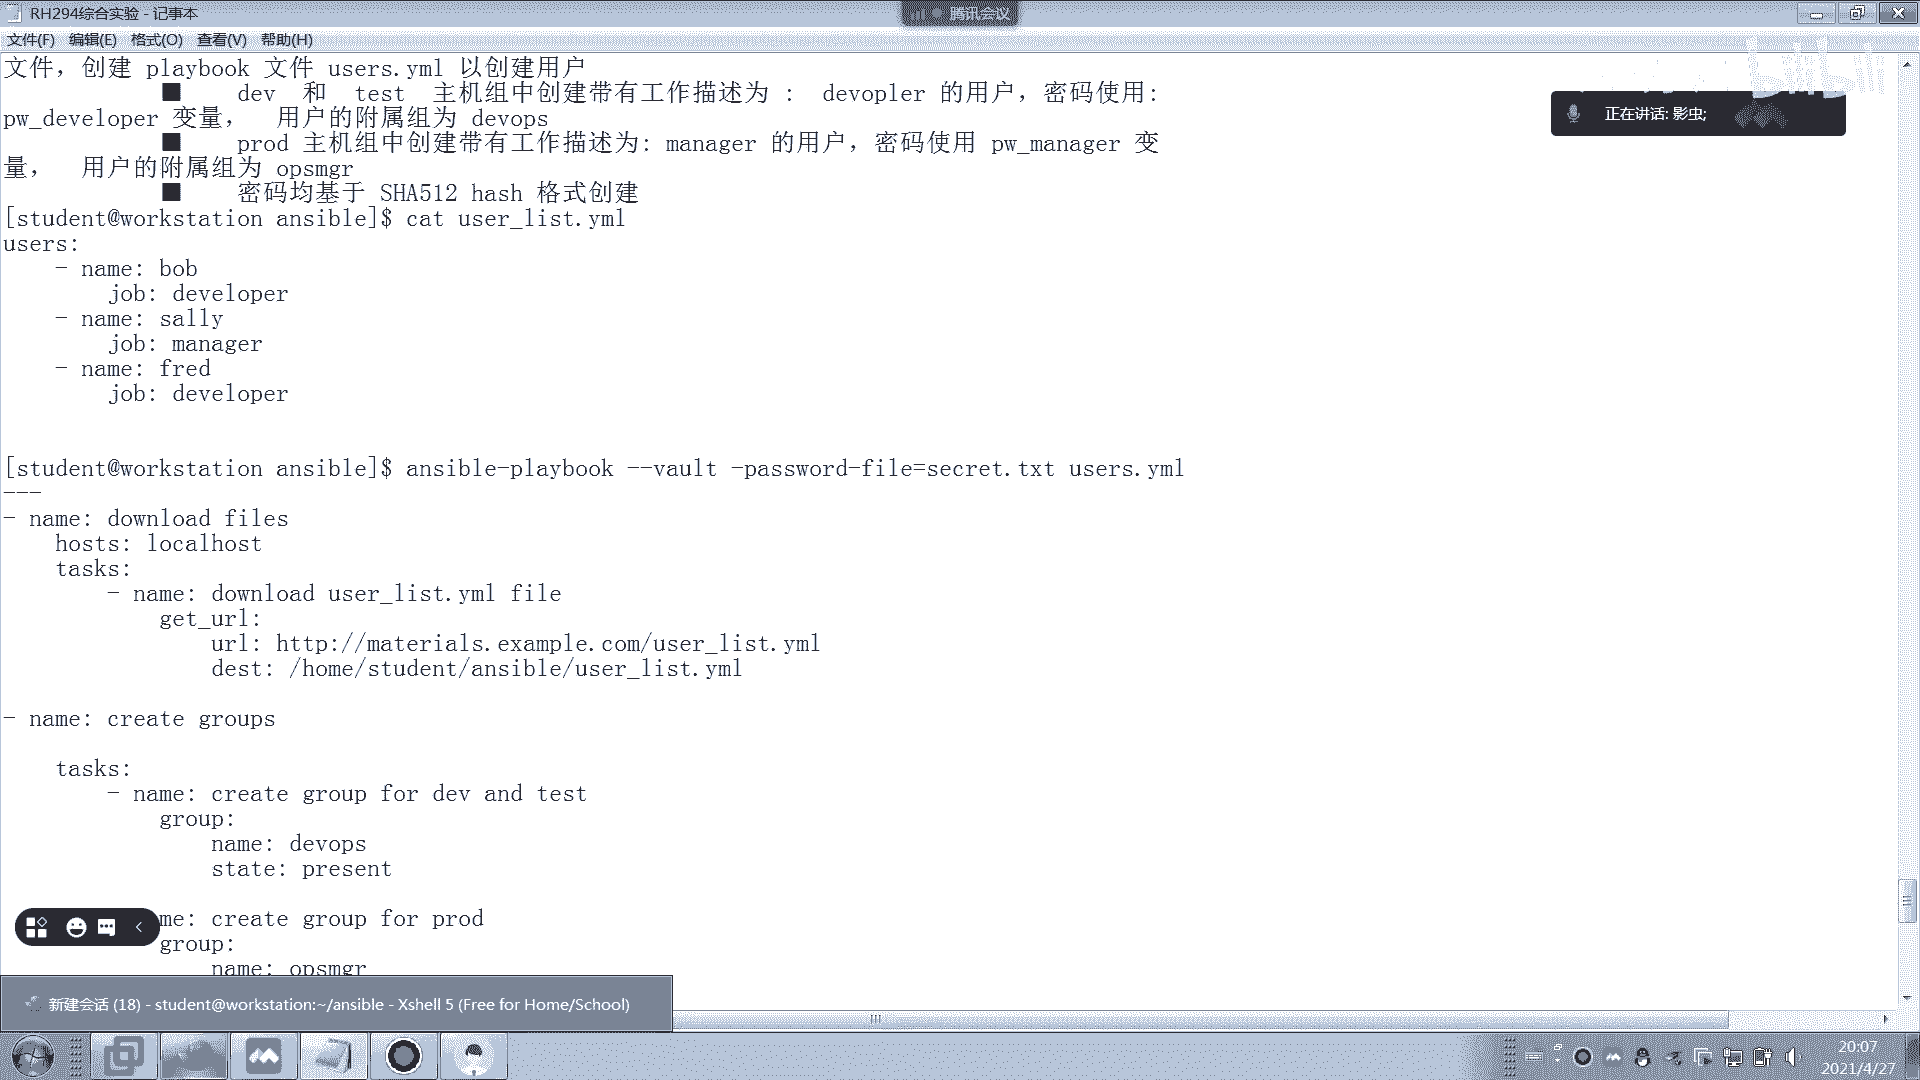 RH294综合实验 - 记事本
腾讯会议
文件(F) 编辑(E) 格式(O) 查看(V) 帮助(H)
bilibili
正在讲话: 影虫;
文件，创建 playbook 文件 users.yml 以创建用户
■ dev 和 test 主机组中创建带有工作描述为 : devopler 的用户，密码使用:
pw_developer 变量， 用户的附属组为 devops
■ prod 主机组中创建带有工作描述为: manager 的用户，密码使用 pw_manager 变
量， 用户的附属组为 opsmgr
■ 密码均基于 SHA512 hash 格式创建
[student@workstation ansible]$ cat user_list.yml
users:
- name: bob
job: developer
- name: sally
job: manager
- name: fred
job: developer
[student@workstation ansible]$ ansible-playbook --vault -password-file=secret.txt users.yml
---
- name: download files
hosts: localhost
tasks:
- name: download user_list.yml file
get_url:
url: http://materials.example.com/user_list.yml
dest: /home/student/ansible/user_list.yml
- name: create groups
tasks:
- name: create group for dev and test
group:
name: devops
state: present
me: create group for prod
group:
name: opsmgr
新建会话 (18) - student@workstation:~/ansible - Xshell 5 (Free for Home/School)
20:07
2021/4/27